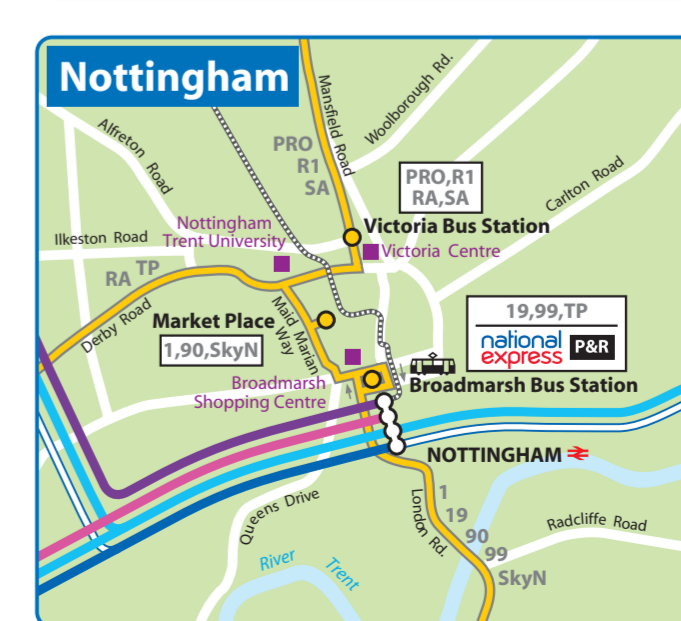 Nottingham
Alfreton
Road
Mansfield Road
Woolborough Rd.
PRO
R1
SA
PRO,R1
RA,SA
Carlton Road
Victoria Bus Station
Nottingham
Trent University
Ilkeston Road
Victoria Centre
RA
TP
Derby Road
Market Place
1,90,SkyN
Maid Marian
Way
19,99,TP
national
express
P&R
Broadmarsh
Shopping Centre
Broadmarsh Bus Station
NOTTINGHAM
Queens Drive
London Rd.
1
19
90
99
SkyN
Radcliffe Road
River
Trent